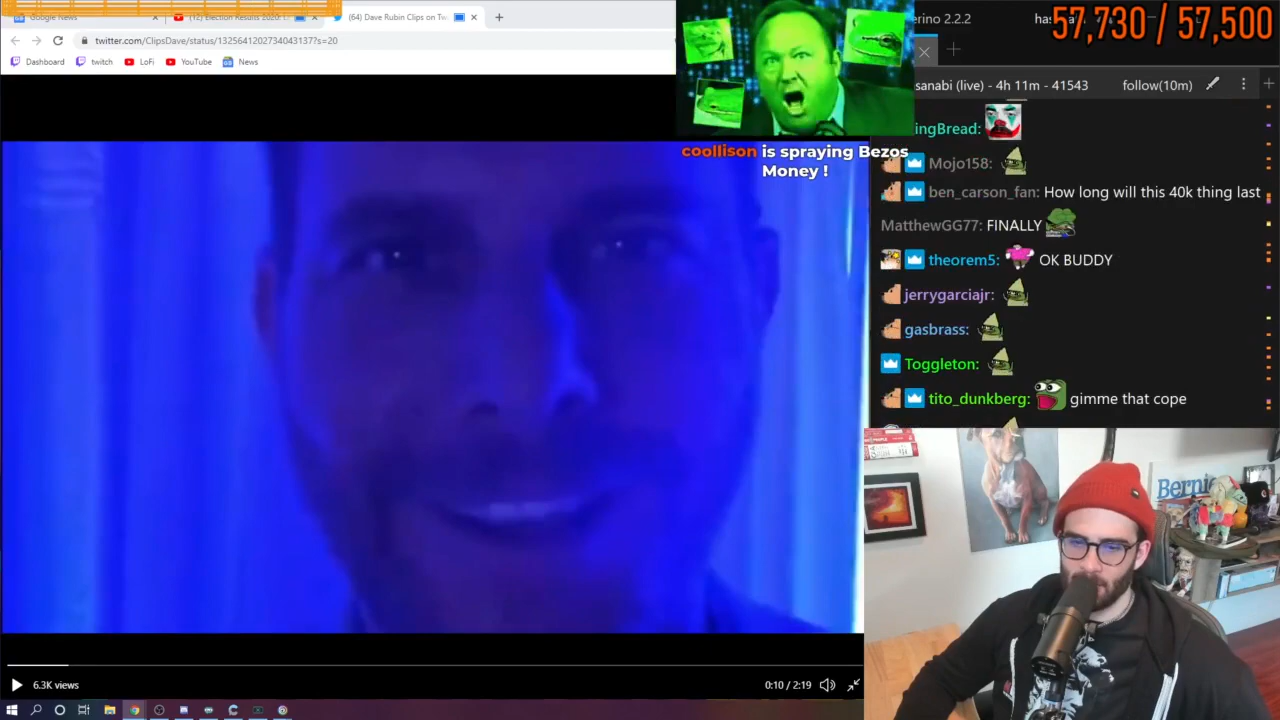 Google News
(12) Election Results 2020:
(64) Dave Rubin Clips on Tw
twitter.com/ClipsDave/status/1325641202734043137?s=20
Dashboard
twitch
LoFi
YouTube
News
erino 2.2.2
57,730 / 57,500
sanabi (live) - 4h 11m - 41543
follow(10m)
coollison is spraying Bezos
Money !
ingBread:
Mojo158:
ben_carson_fan: How long will this 40k thing last
MatthewGG77: FINALLY
theorem5: OK BUDDY
jerrygarciajr:
gasbrass:
Toggleton:
tito_dunkberg: gimme that cope
Bernie
6.3K views
0:10 / 2:19